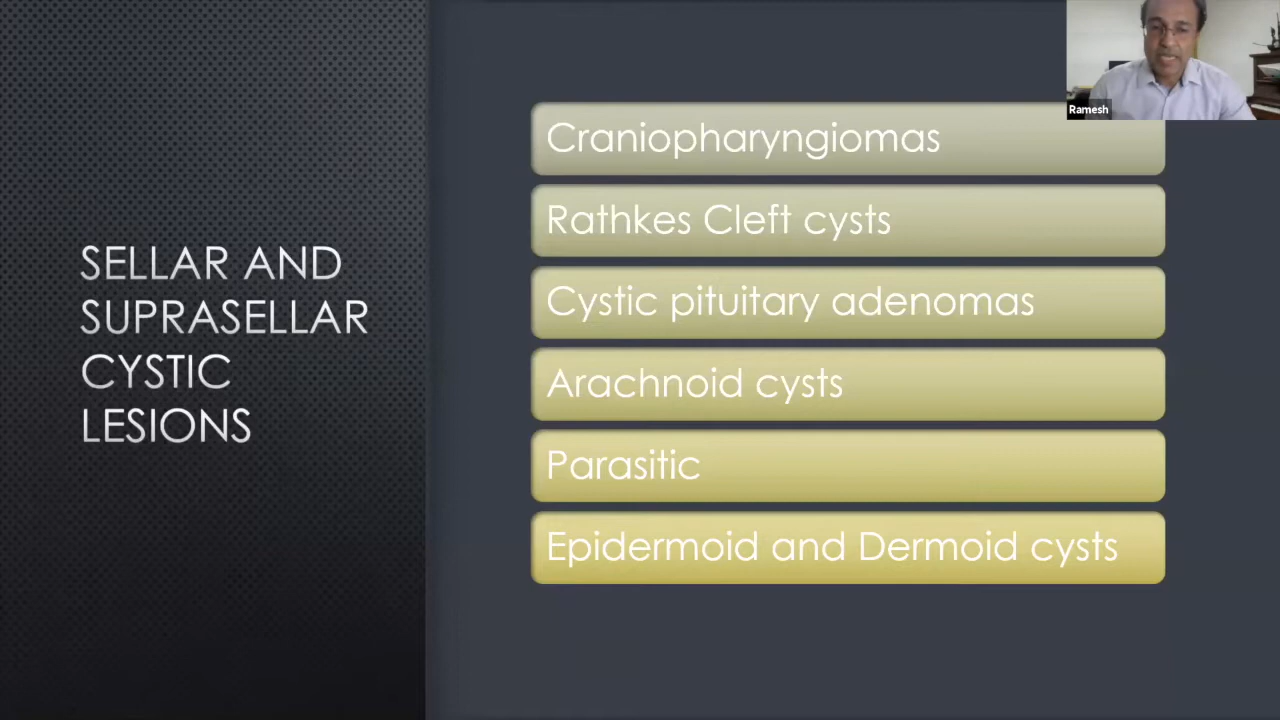 SELLAR AND
SUPRASELLAR
CYSTIC
LESIONS
Craniopharyngiomas
Rathkes Cleft cysts
Cystic pituitary adenomas
Arachnoid cysts
Parasitic
Epidermoid and Dermoid cysts
Ramesh